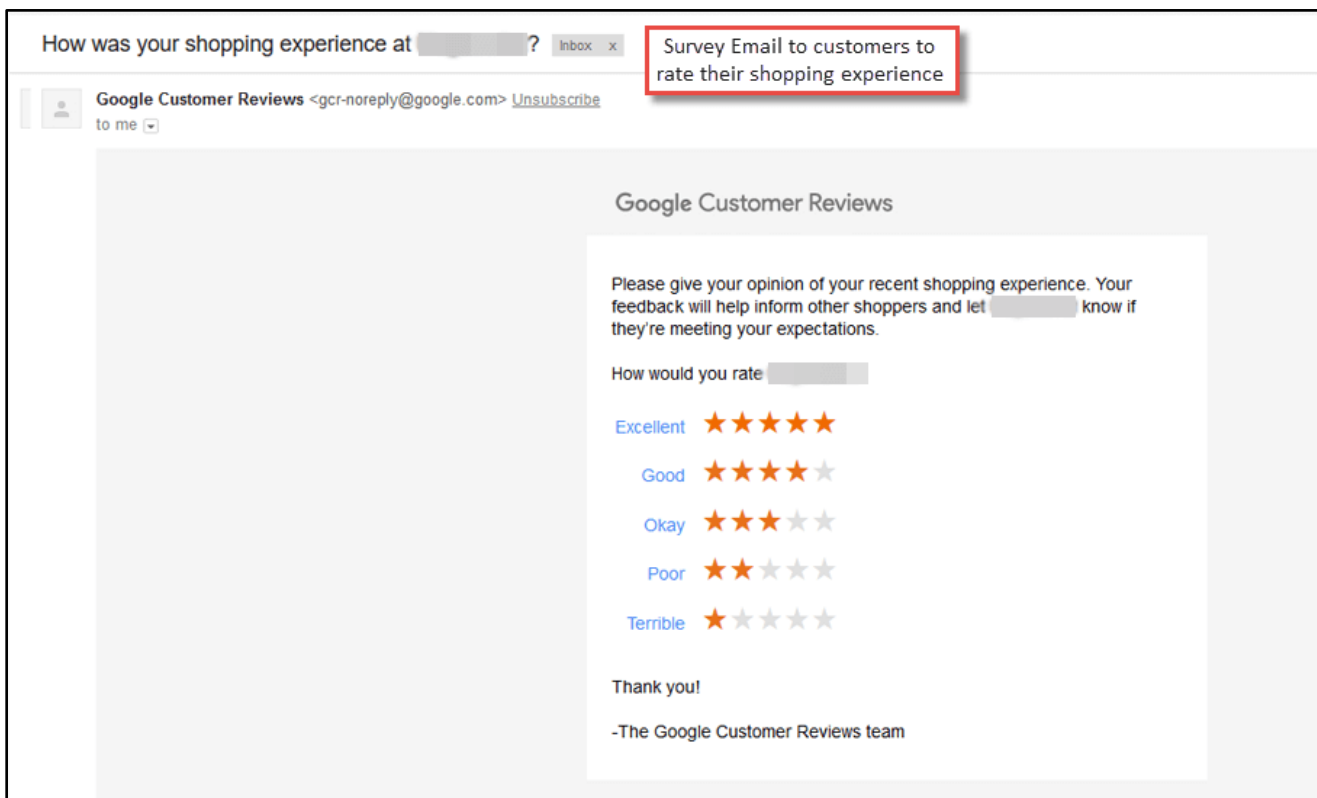 How was your shopping experience at ? Inbox x
Survey Email to customers to
rate their shopping experience
Google Customer Reviews <gcr-noreply@google.com> Unsubscribe
to me
Google Customer Reviews
Please give your opinion of your recent shopping experience. Your
feedback will help inform other shoppers and let know if
they're meeting your expectations.
How would you rate
Excellent
Good
Okay
Poor
Terrible
Thank you!
-The Google Customer Reviews team